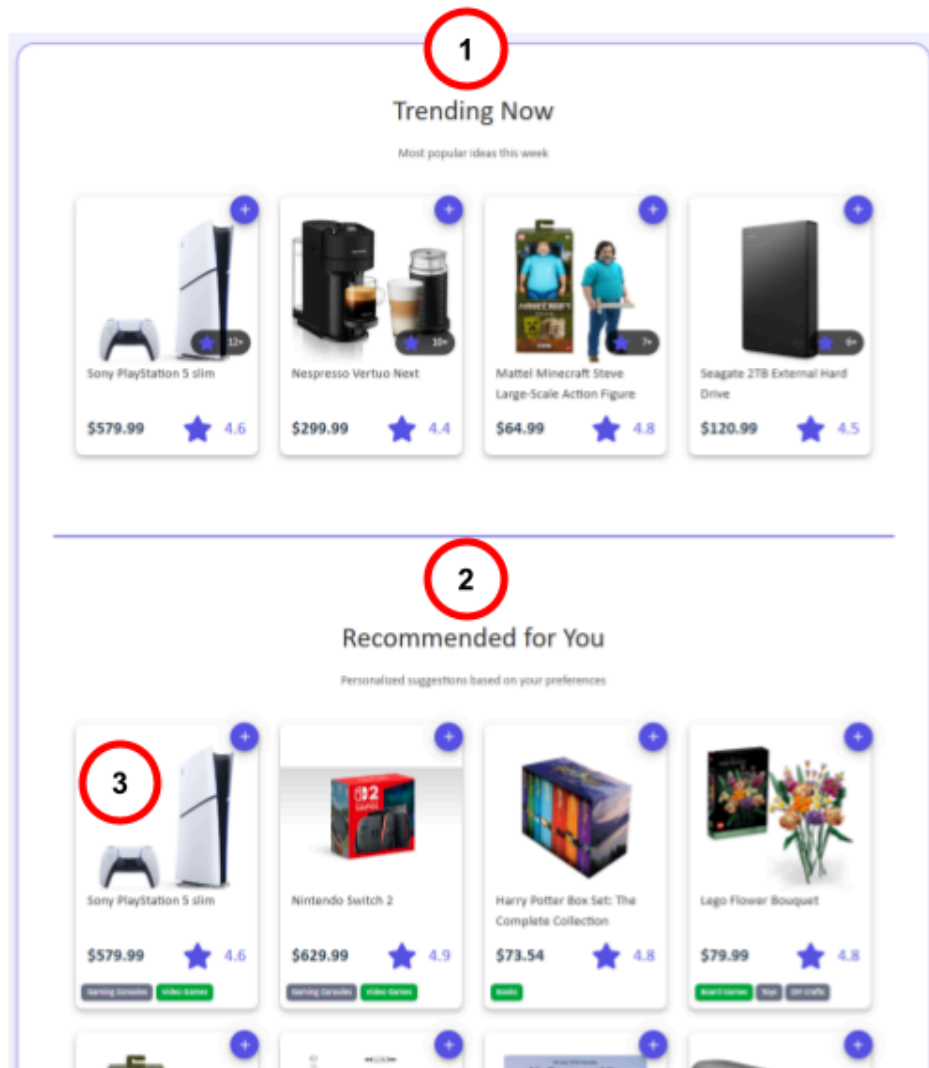 1
Trending Now
Most popular ideas this week
+ + + +
12+ 10+ 7+ 6+
Sony PlayStation 5 slim
Nespresso Vertuo Next
Mattel Minecraft Steve
Large-Scale Action Figure
Seagate 2TB External Hard
Drive
$579.99 4.6
$299.99 4.4
$64.99 4.8
$120.99 4.5
2
Recommended for You
Personalized suggestions based on your preferences
+ + + +
3
Sony PlayStation 5 slim
Nintendo Switch 2
Harry Potter Box Set: The
Complete Collection
Lego Flower Bouquet
$579.99 4.6
$629.99 4.9
$73.54 4.8
$79.99 4.8
Gaming Consoles Video Games
Gaming Consoles Video Games
Books
Board Games Toys DIY Crafts
+ + + +